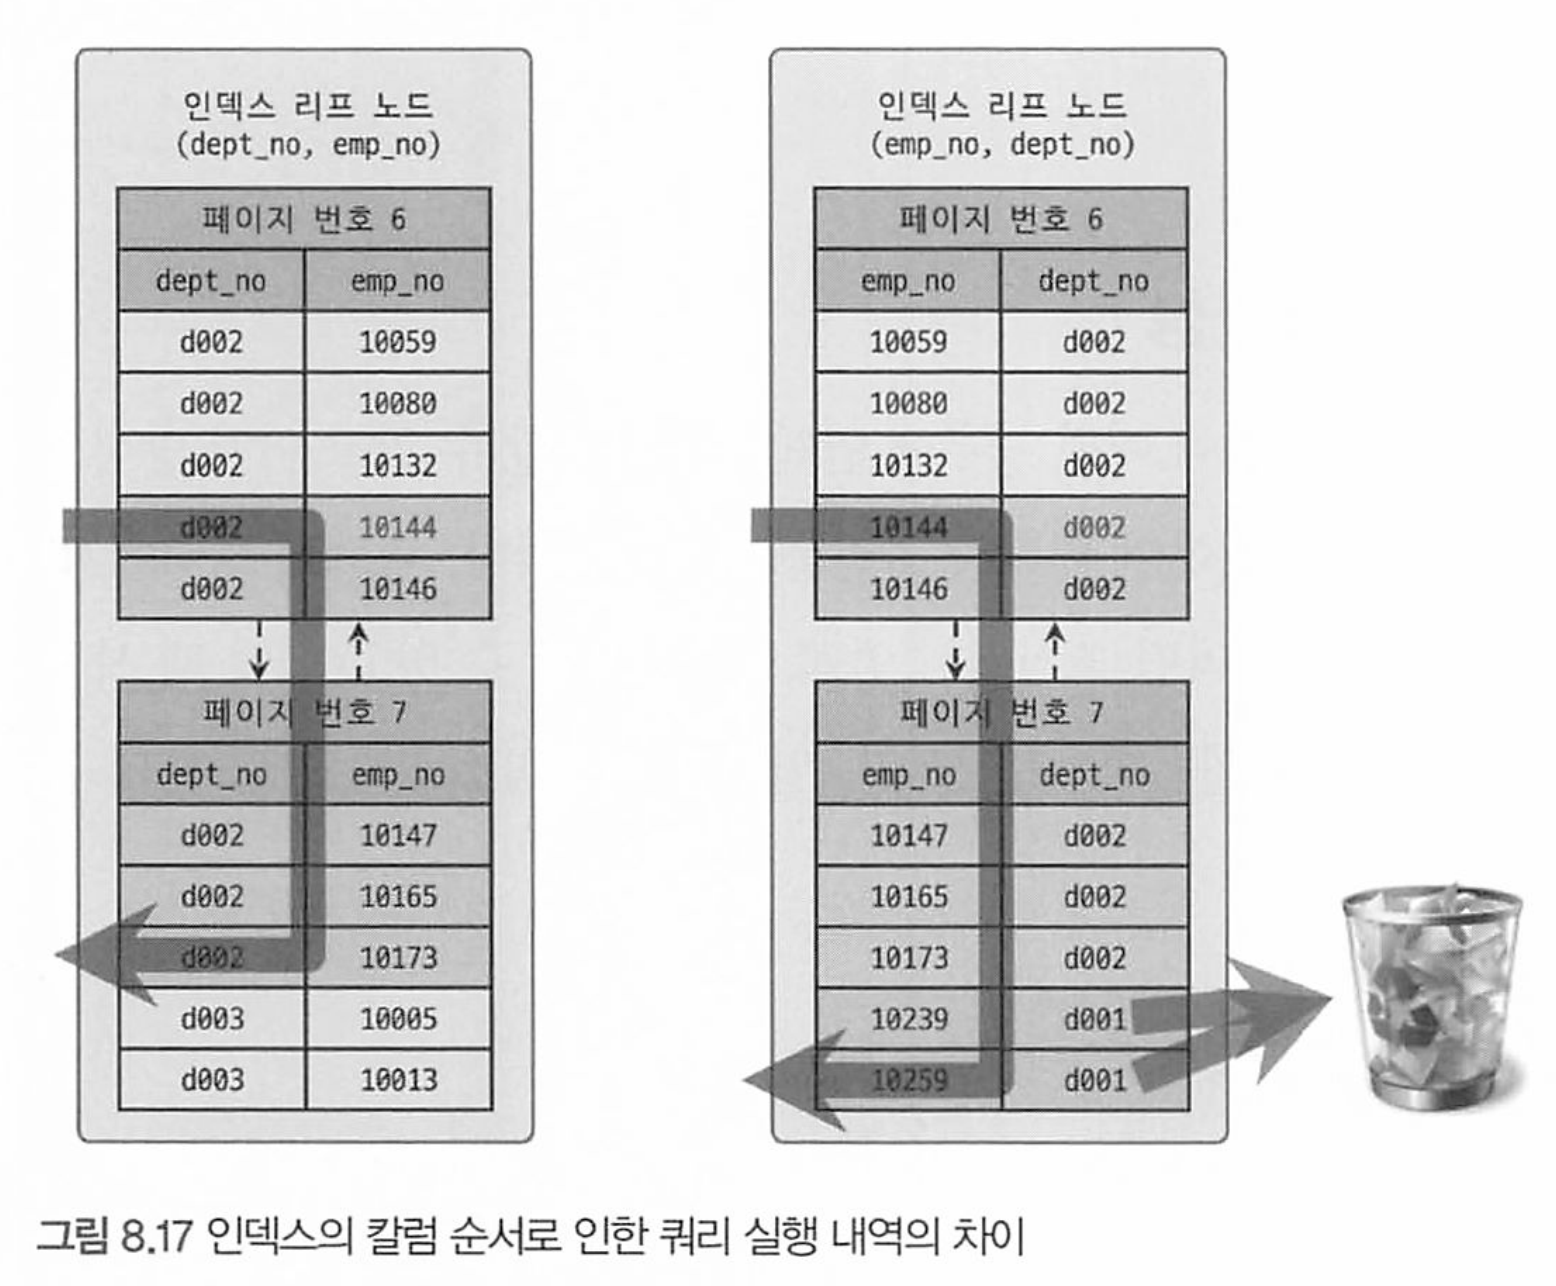 인덱스 리프 노드
(dept_no, emp_no)
페이지 번호 6
dept_no emp_no
d002 10059
d002 10080
d002 10132
d002 10144
d002 10146
페이지 번호 7
dept_no emp_no
d002 10147
d002 10165
d002 10173
d003 10005
d003 10013
인덱스 리프 노드
(emp_no, dept_no)
페이지 번호 6
emp_no dept_no
10059 d002
10080 d002
10132 d002
10144 d002
10146 d002
페이지 번호 7
emp_no dept_no
10147 d002
10165 d002
10173 d002
10239 d001
10259 d001
그림 8.17 인덱스의 칼럼 순서로 인한 쿼리 실행 내역의 차이